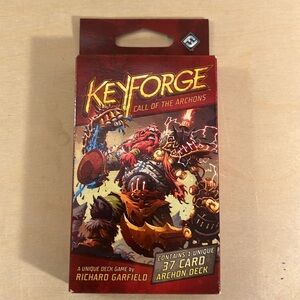 KEYFORGE
CALL OF THE ARCHONS
CONTAINS 1 UNIQUE
37 CARD
ARCHON DECK
A UNIQUE DECK GAME by
RICHARD GARFIELD